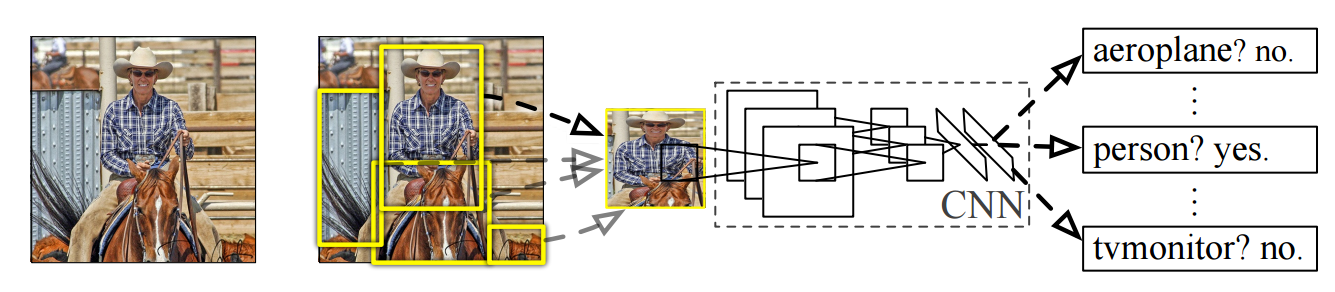 aeroplane? no.
⋮
person? yes.
CNN
⋮
tvmonitor? no.